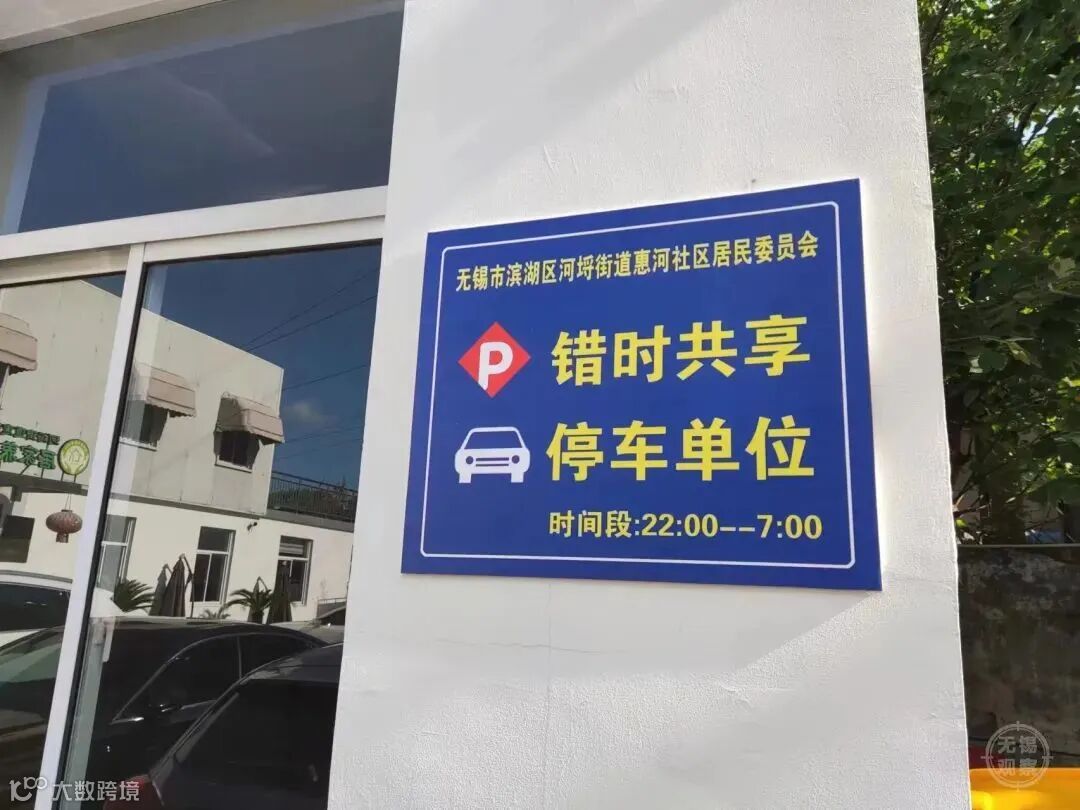 无锡市滨湖区河埒街道惠河社区居民委员会
P
错时共享
停车单位
时间段:22:00--7:00
无锡
观察
大数跨境